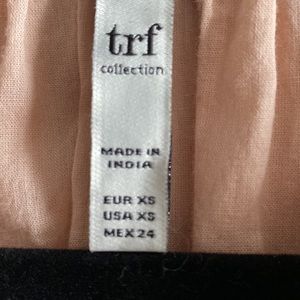 trf
collection
MADE IN
INDIA
EUR XS
USA XS
MEX 24